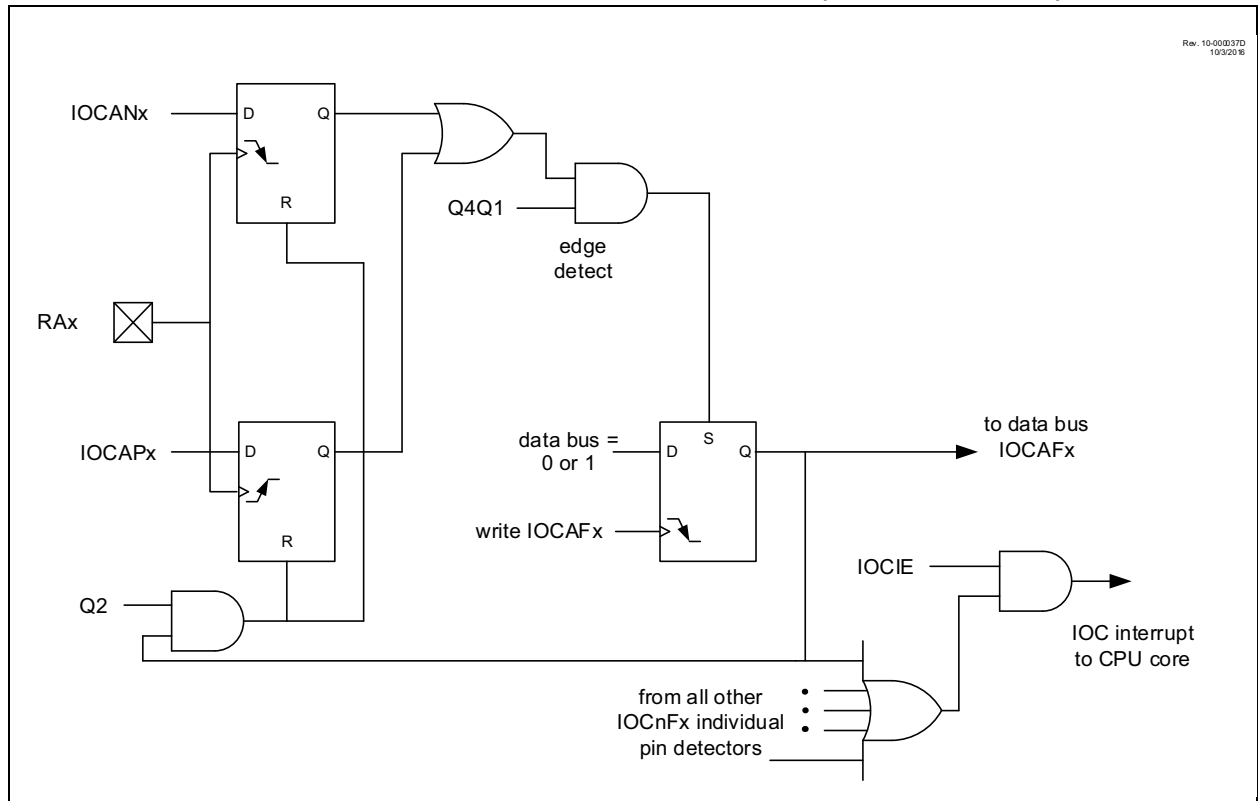 Rev. 10-000037D
10/3/2016
IOCANx
D
Q
R
Q4Q1
edge
detect
RAx
IOCAPx
D
Q
R
data bus =
0 or 1
D
S
Q
to data bus
IOCAFx
write IOCAFx
IOCIE
Q2
IOC interrupt
to CPU core
from all other
IOCnFx individual
pin detectors